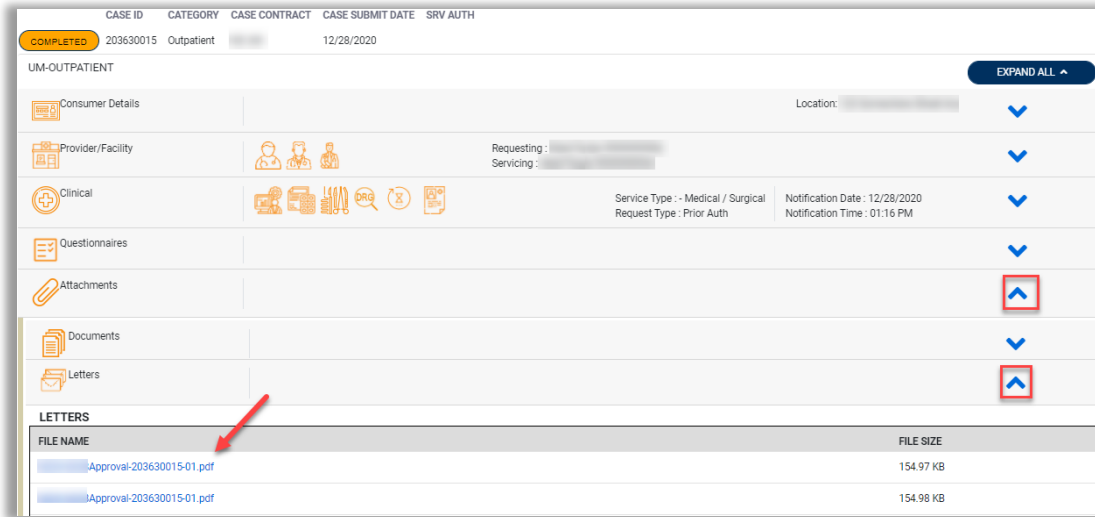 CASE ID CATEGORY CASE CONTRACT CASE SUBMIT DATE SRV AUTH
COMPLETED 203630015 Outpatient 12/28/2020
UM-OUTPATIENT EXPAND ALL
Consumer Details Location:
Provider/Facility Requesting :
Servicing :
Clinical DRG Service Type : - Medical / Surgical Notification Date : 12/28/2020
Request Type : Prior Auth Notification Time : 01:16 PM
Questionnaires
Attachments
Documents
Letters
LETTERS
FILE NAME FILE SIZE
Approval-203630015-01.pdf 154.97 KB
Approval-203630015-01.pdf 154.98 KB